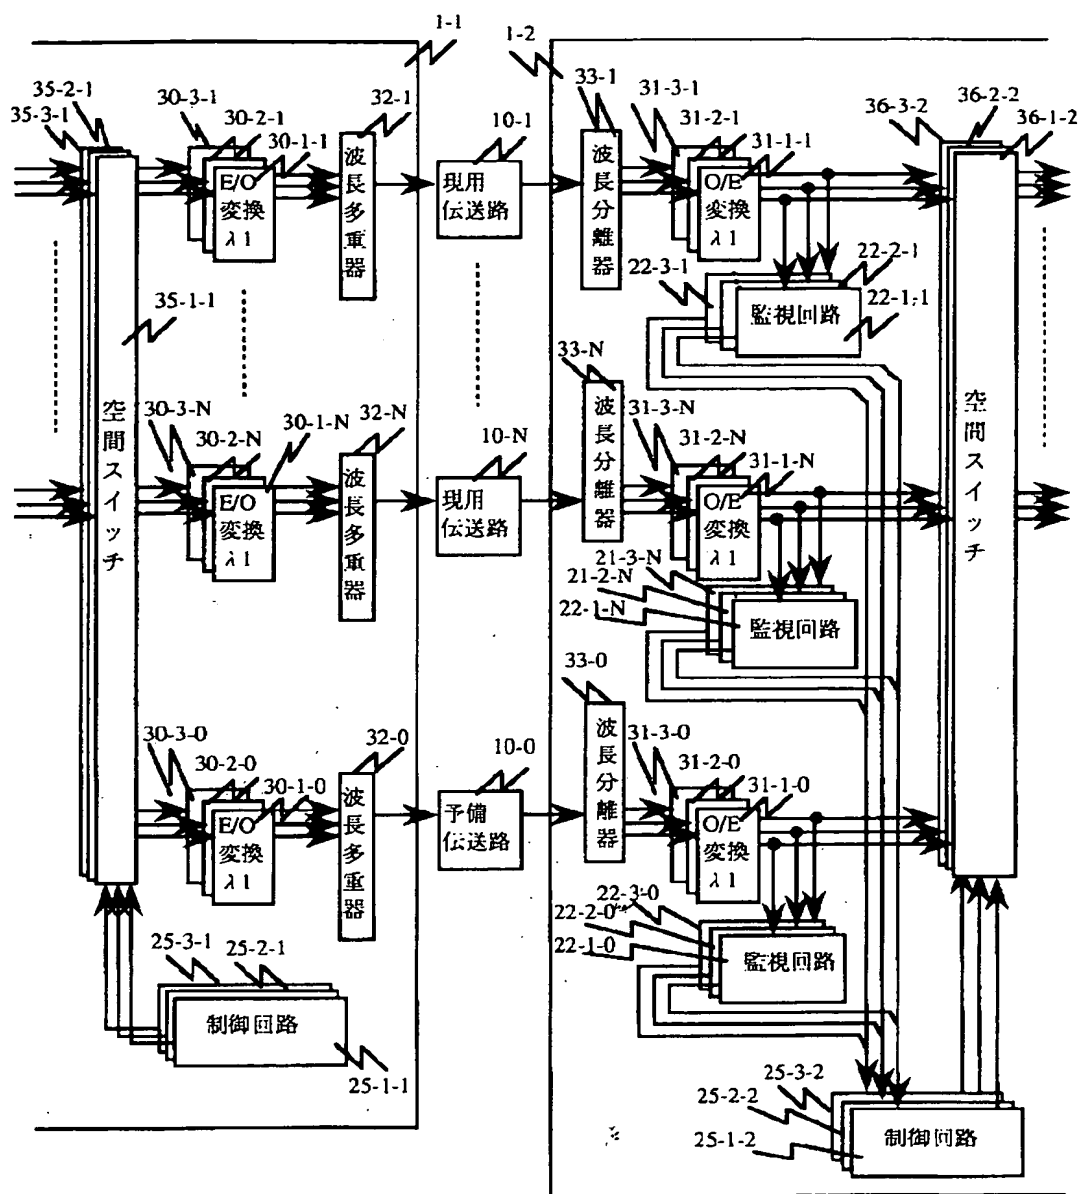 1-1
1-2
35-2-1
35-3-1
30-3-1
30-2-1
30-1-1
32-1
10-1
33-1
31-3-1
31-2-1
31-1-1
36-3-2
36-2-2
36-1-2
E/O
変換
λ1
波長多重器
現用
伝送路
波長分離器
O/E
変換
λ1
35-1-1
22-3-1
22-2-1
22-1-1
監視回路
空間スイッチ
30-3-N
30-2-N
30-1-N
32-N
10-N
33-N
31-3-N
31-2-N
31-1-N
空間スイッチ
E/O
変換
λ1
波長多重器
現用
伝送路
波長分離器
O/E
変換
λ1
21-3-N
21-2-N
22-1-N
監視回路
30-3-0
30-2-0
30-1-0
32-0
10-0
33-0
31-3-0
31-2-0
31-1-0
E/O
変換
λ1
波長多重器
予備
伝送路
波長分離器
O/E
変換
λ1
22-3-0
22-2-0
22-1-0
監視回路
25-3-1
25-2-1
制御回路
25-1-1
25-3-2
25-2-2
25-1-2
制御回路